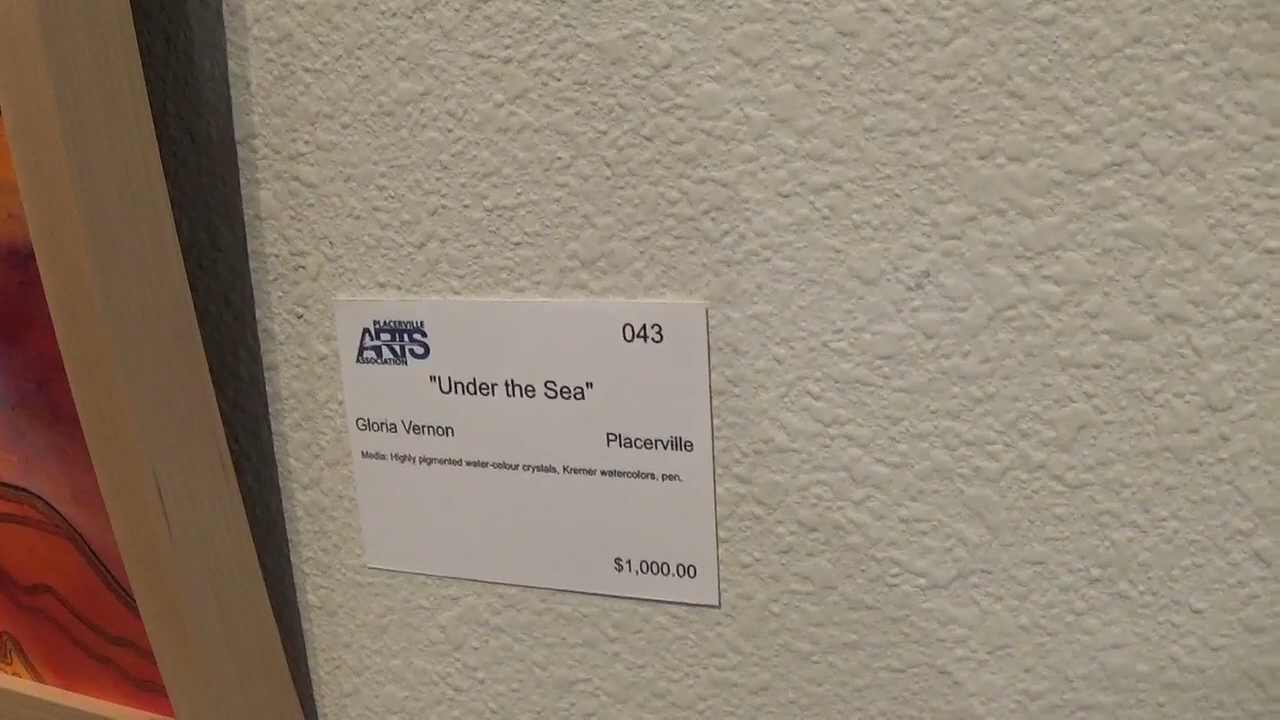 PLACERVILLE
ARTS
ASSOCIATION
043
"Under the Sea"
Gloria Vernon
Placerville
Media: Highly pigmented water-colour crystals, Kremer watercolors, pen.
$1,000.00